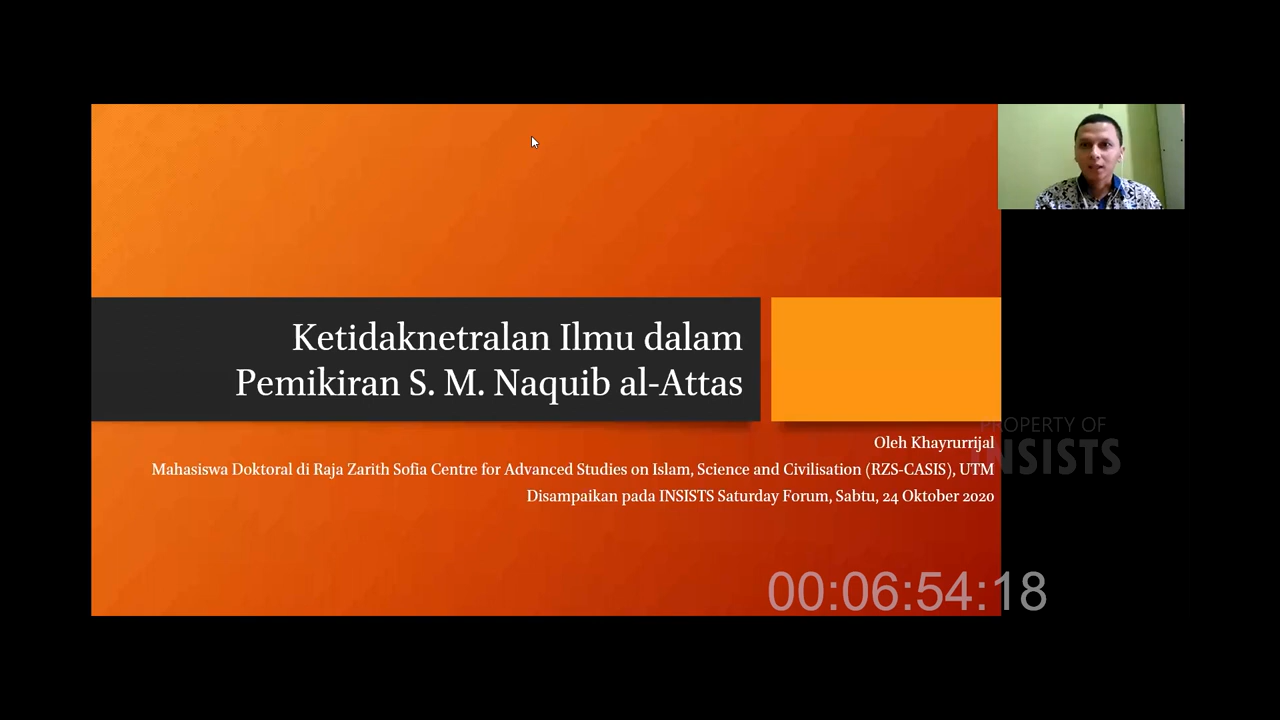 Ketidaknetralan Ilmu dalam
Pemikiran S. M. Naquib al-Attas
Oleh Khayrurrijal
Mahasiswa Doktoral di Raja Zarith Sofia Centre for Advanced Studies on Islam, Science and Civilisation (RZS-CASIS), UTM
Disampaikan pada INSISTS Saturday Forum, Sabtu, 24 Oktober 2020
PROPERTY OF
INSISTS
00:06:54:18